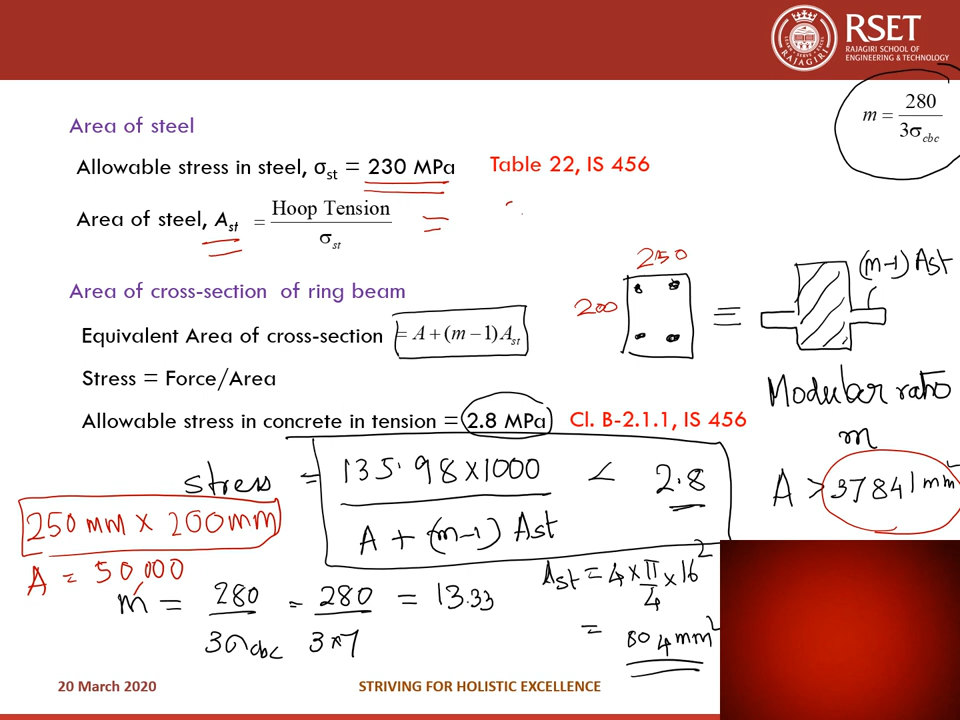 RSET
RAJAGIRI SCHOOL OF
ENGINEERING & TECHNOLOGY
m = 280 / 3σcbc
Area of steel
Allowable stress in steel, σst = 230 MPa Table 22, IS 456
Area of steel, Ast = Hoop Tension / σst =
250
200
≡
(m-1) Ast
Area of cross-section of ring beam
Equivalent Area of cross-section = A + (m − 1) Ast
Stress = Force/Area
Modular ratio
m
Allowable stress in concrete in tension = 2.8 MPa Cl. B-2.1.1, IS 456
stress = 135.98 x 1000 / A + (m-1) Ast < 2.8
A > 37841 mm²
250 mm x 200 mm
A = 50,000
m = 280 / 3σcbc = 280 / 3x7 = 13.33
Ast = 4 x π/4 x 16²
= 804 mm²
20 March 2020
STRIVING FOR HOLISTIC EXCELLENCE